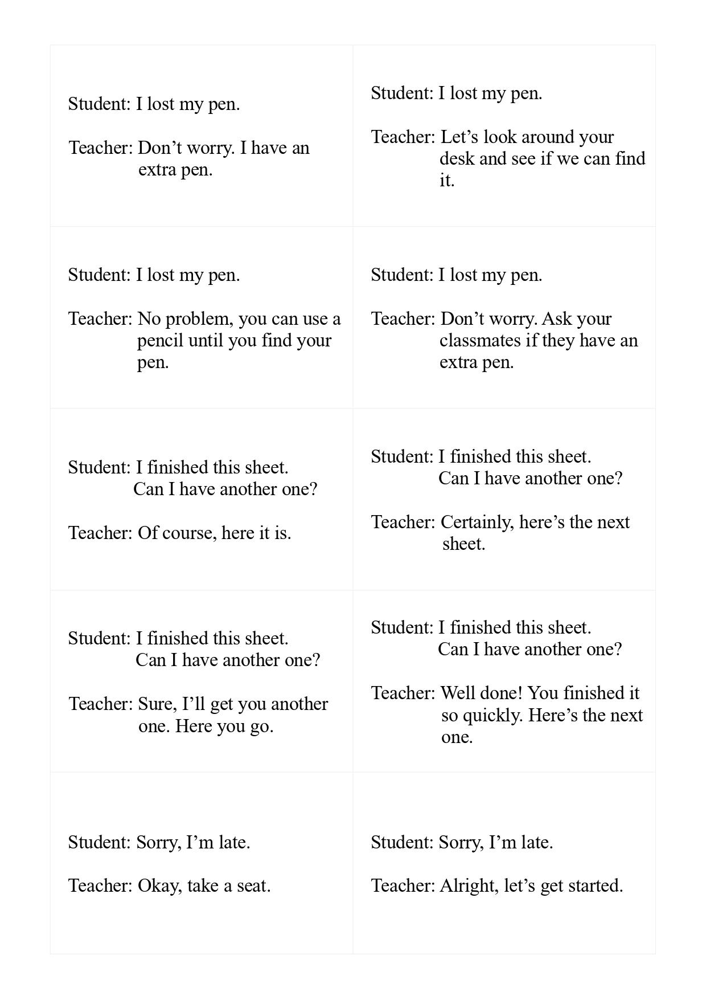 Student: I lost my pen.
Teacher: Don’t worry. I have an
extra pen.
Student: I lost my pen.
Teacher: Let’s look around your
desk and see if we can find
it.
Student: I lost my pen.
Teacher: No problem, you can use a
pencil until you find your
pen.
Student: I lost my pen.
Teacher: Don’t worry. Ask your
classmates if they have an
extra pen.
Student: I finished this sheet.
Can I have another one?
Teacher: Of course, here it is.
Student: I finished this sheet.
Can I have another one?
Teacher: Certainly, here’s the next
sheet.
Student: I finished this sheet.
Can I have another one?
Teacher: Sure, I’ll get you another
one. Here you go.
Student: I finished this sheet.
Can I have another one?
Teacher: Well done! You finished it
so quickly. Here’s the next
one.
Student: Sorry, I’m late.
Teacher: Okay, take a seat.
Student: Sorry, I’m late.
Teacher: Alright, let’s get started.